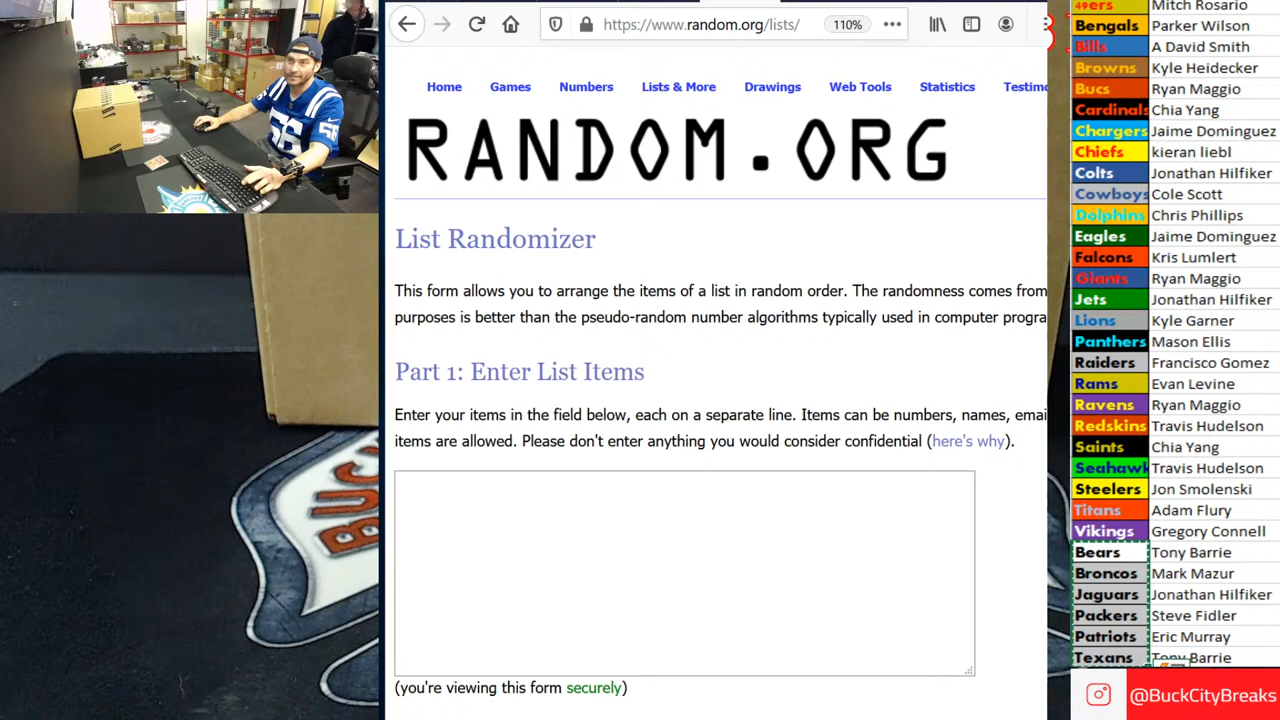 https://www.random.org/lists/
110%
Home Games Numbers Lists & More Drawings Web Tools Statistics Testimo
RANDOM.ORG
List Randomizer
This form allows you to arrange the items of a list in random order. The randomness comes from
purposes is better than the pseudo-random number algorithms typically used in computer progra
Part 1: Enter List Items
Enter your items in the field below, each on a separate line. Items can be numbers, names, emai
items are allowed. Please don't enter anything you would consider confidential (here's why).
(you're viewing this form securely)
49ers Mitch Rosario
Bengals Parker Wilson
Bills A David Smith
Browns Kyle Heidecker
Bucs Ryan Maggio
Cardinals Chia Yang
Chargers Jaime Dominguez
Chiefs kieran liebl
Colts Jonathan Hilfiker
Cowboys Cole Scott
Dolphins Chris Phillips
Eagles Jaime Dominguez
Falcons Kris Lumlert
Giants Ryan Maggio
Jets Jonathan Hilfiker
Lions Kyle Garner
Panthers Mason Ellis
Raiders Francisco Gomez
Rams Evan Levine
Ravens Ryan Maggio
Redskins Travis Hudelson
Saints Chia Yang
Seahawk Travis Hudelson
Steelers Jon Smolenski
Titans Adam Flury
Vikings Gregory Connell
Bears Tony Barrie
Broncos Mark Mazur
Jaguars Jonathan Hilfiker
Packers Steve Fidler
Patriots Eric Murray
Texans Tony Barrie
@BuckCityBreaks
56
BUC